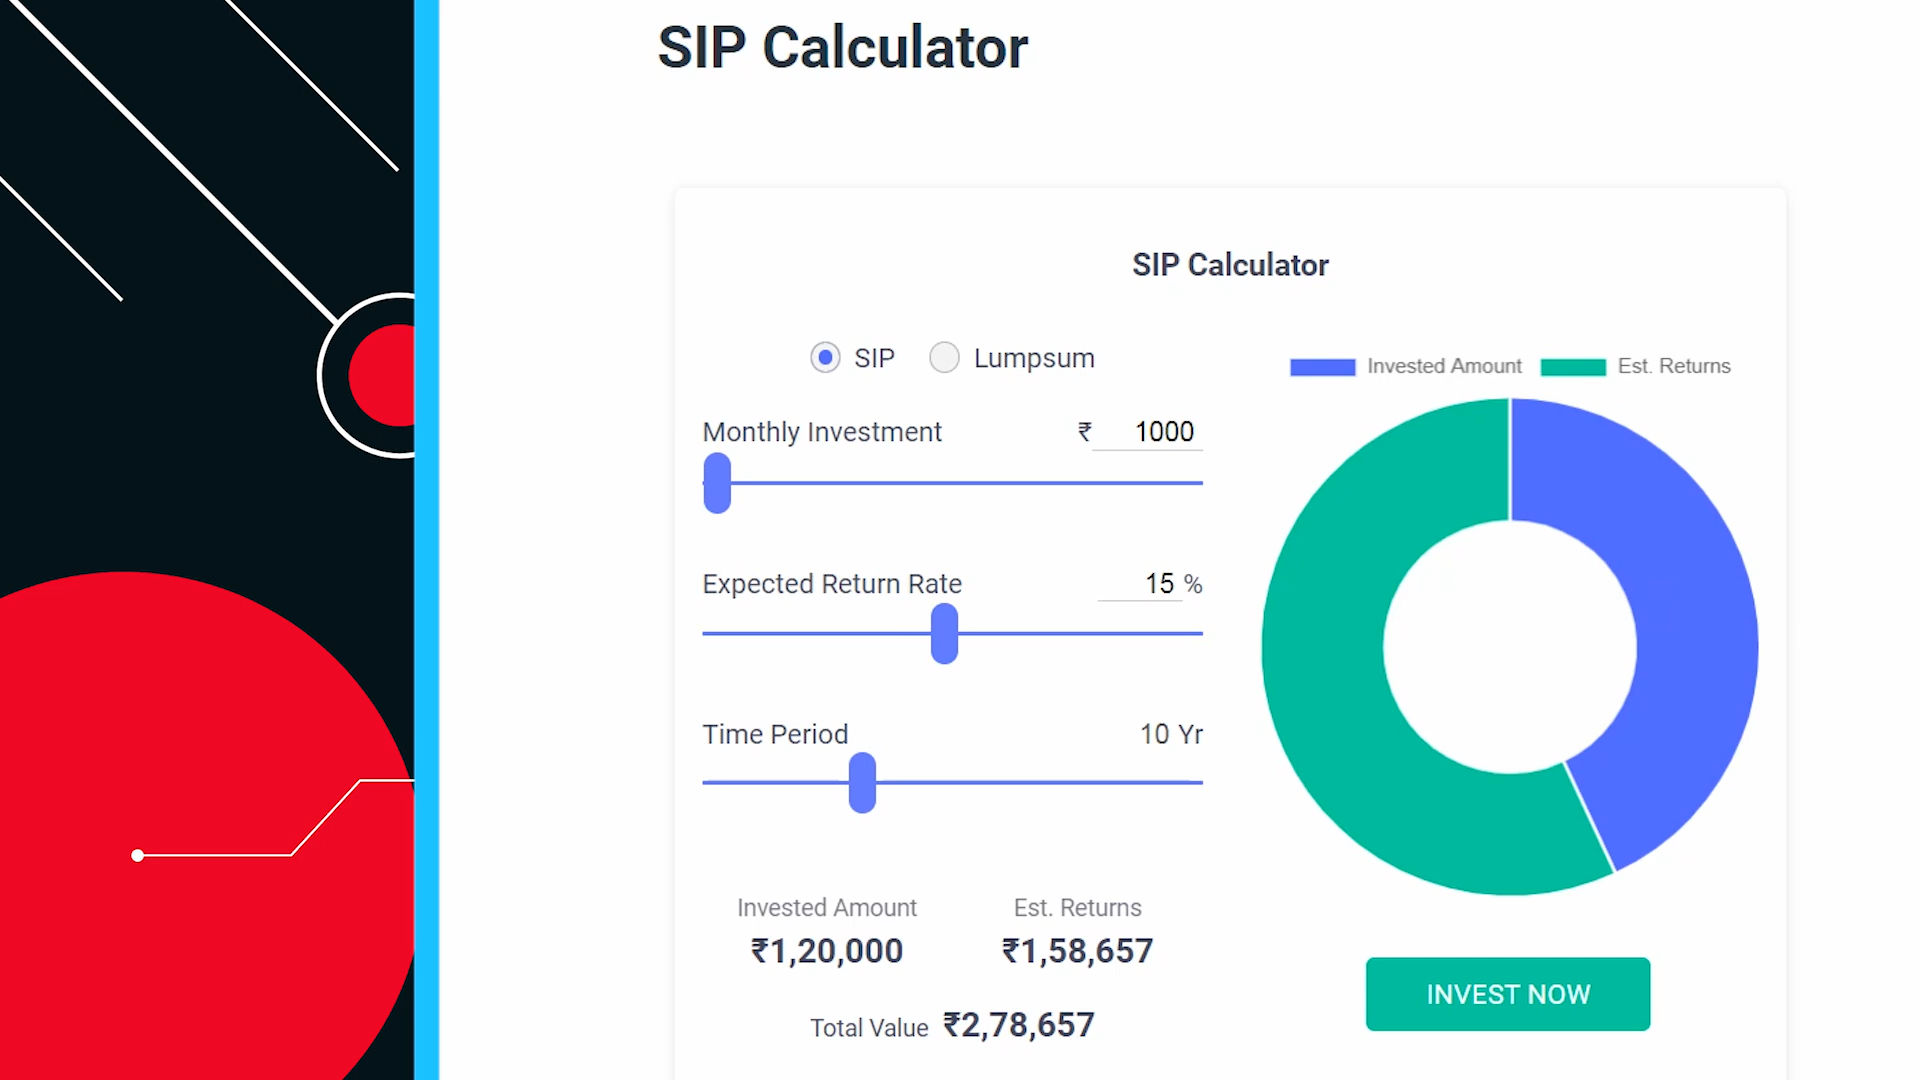 SIP Calculator
SIP Calculator
SIP Lumpsum
Invested Amount Est. Returns
Monthly Investment ₹ 1000
Expected Return Rate 15 %
Time Period 10 Yr
Invested Amount Est. Returns
₹1,20,000 ₹1,58,657
Total Value ₹2,78,657
INVEST NOW